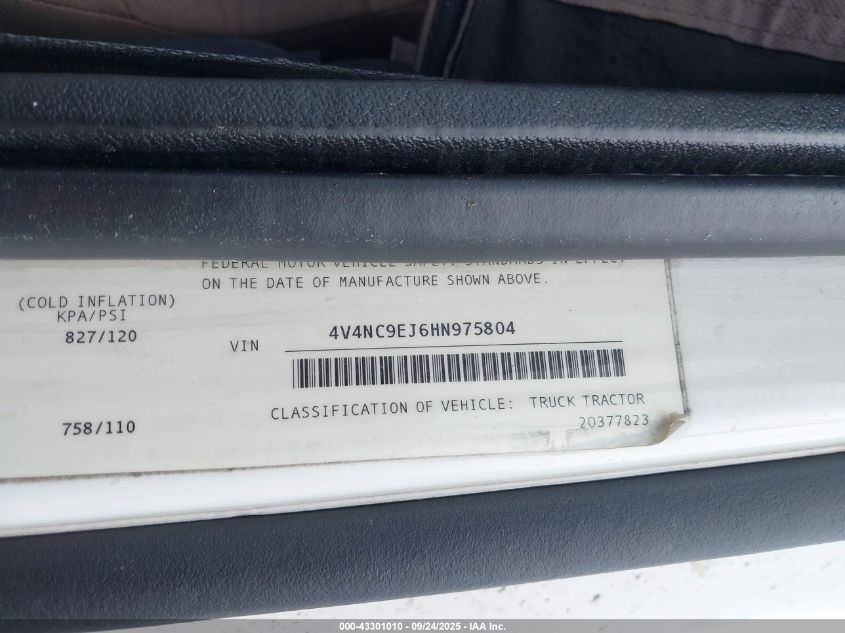 FEDERAL MOTOR VEHICLE SAFETY STANDARDS IN EFFECT
ON THE DATE OF MANUFACTURE SHOWN ABOVE.
(COLD INFLATION)
KPA/PSI
827/120
VIN 4V4NC9EJ6HN975804
758/110
CLASSIFICATION OF VEHICLE: TRUCK TRACTOR
20377823
000-43301010 - 09/24/2025 - IAA Inc.